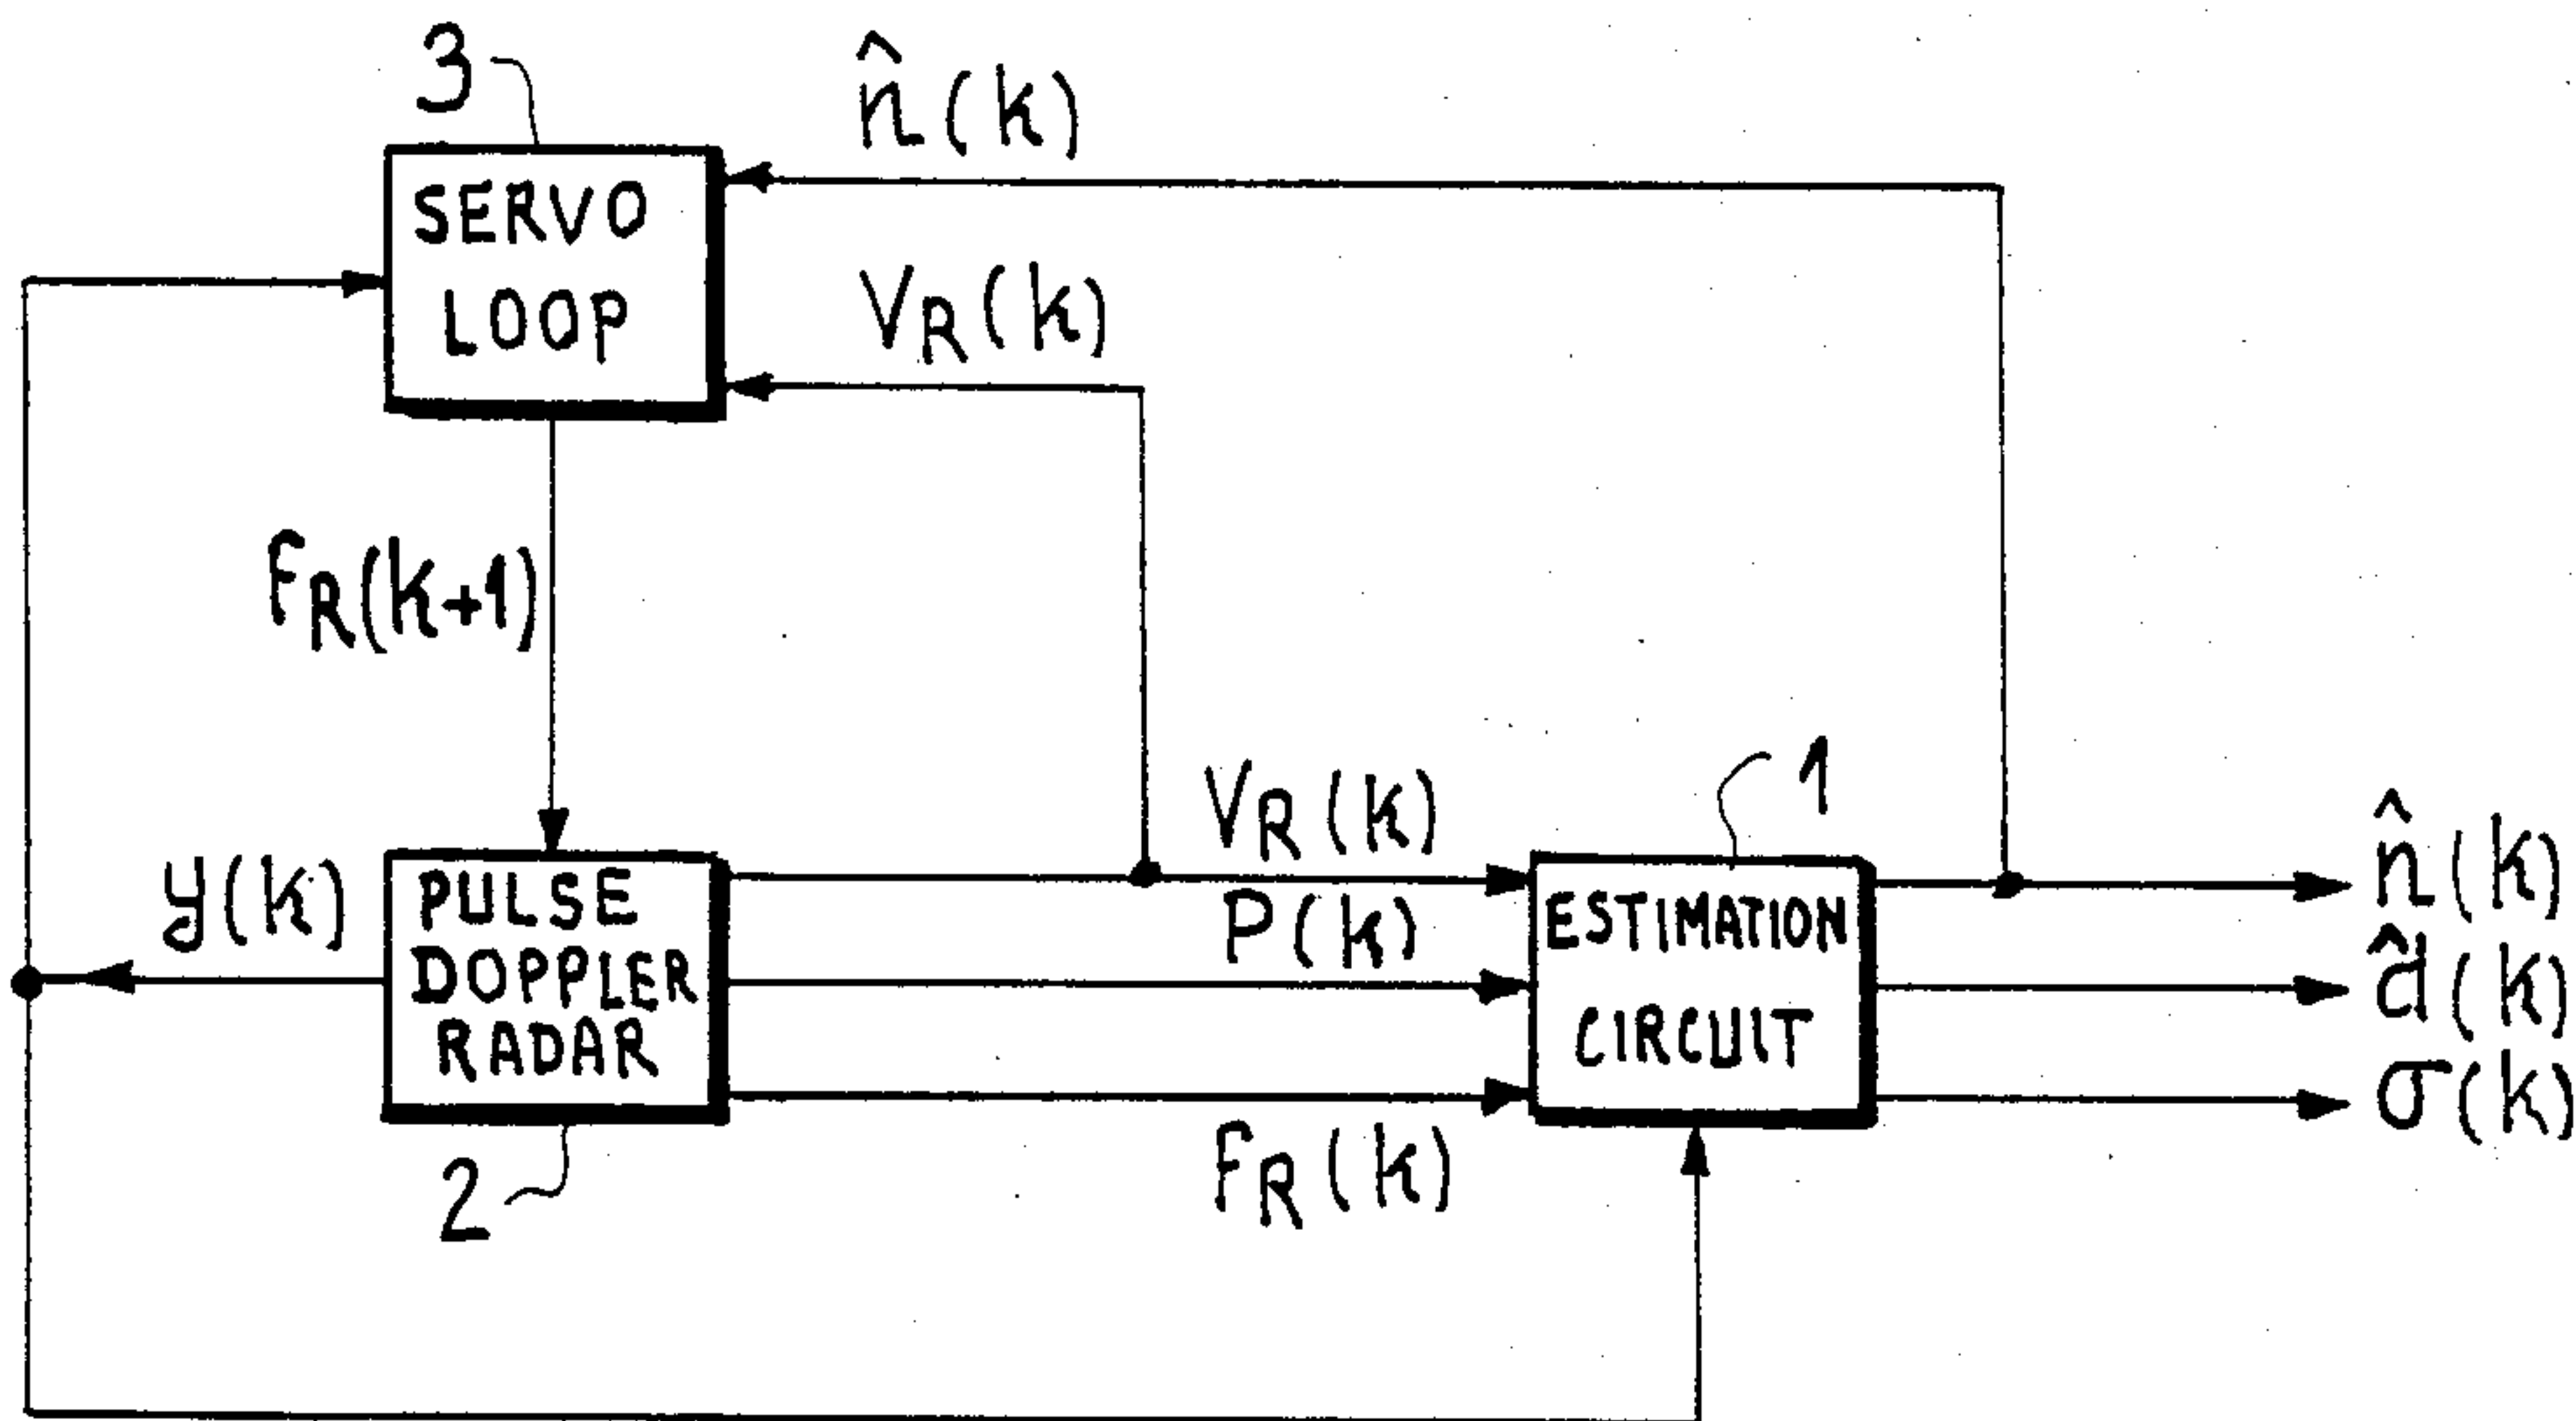 3
n̂(k)
SERVO
LOOP
VR(k)
FR(k+1)
1
VR(k)
y(k)
PULSE
DOPPLER
RADAR
P(k)
ESTIMATION
CIRCUIT
n̂(k)
d̂(k)
σ(k)
FR(k)
2